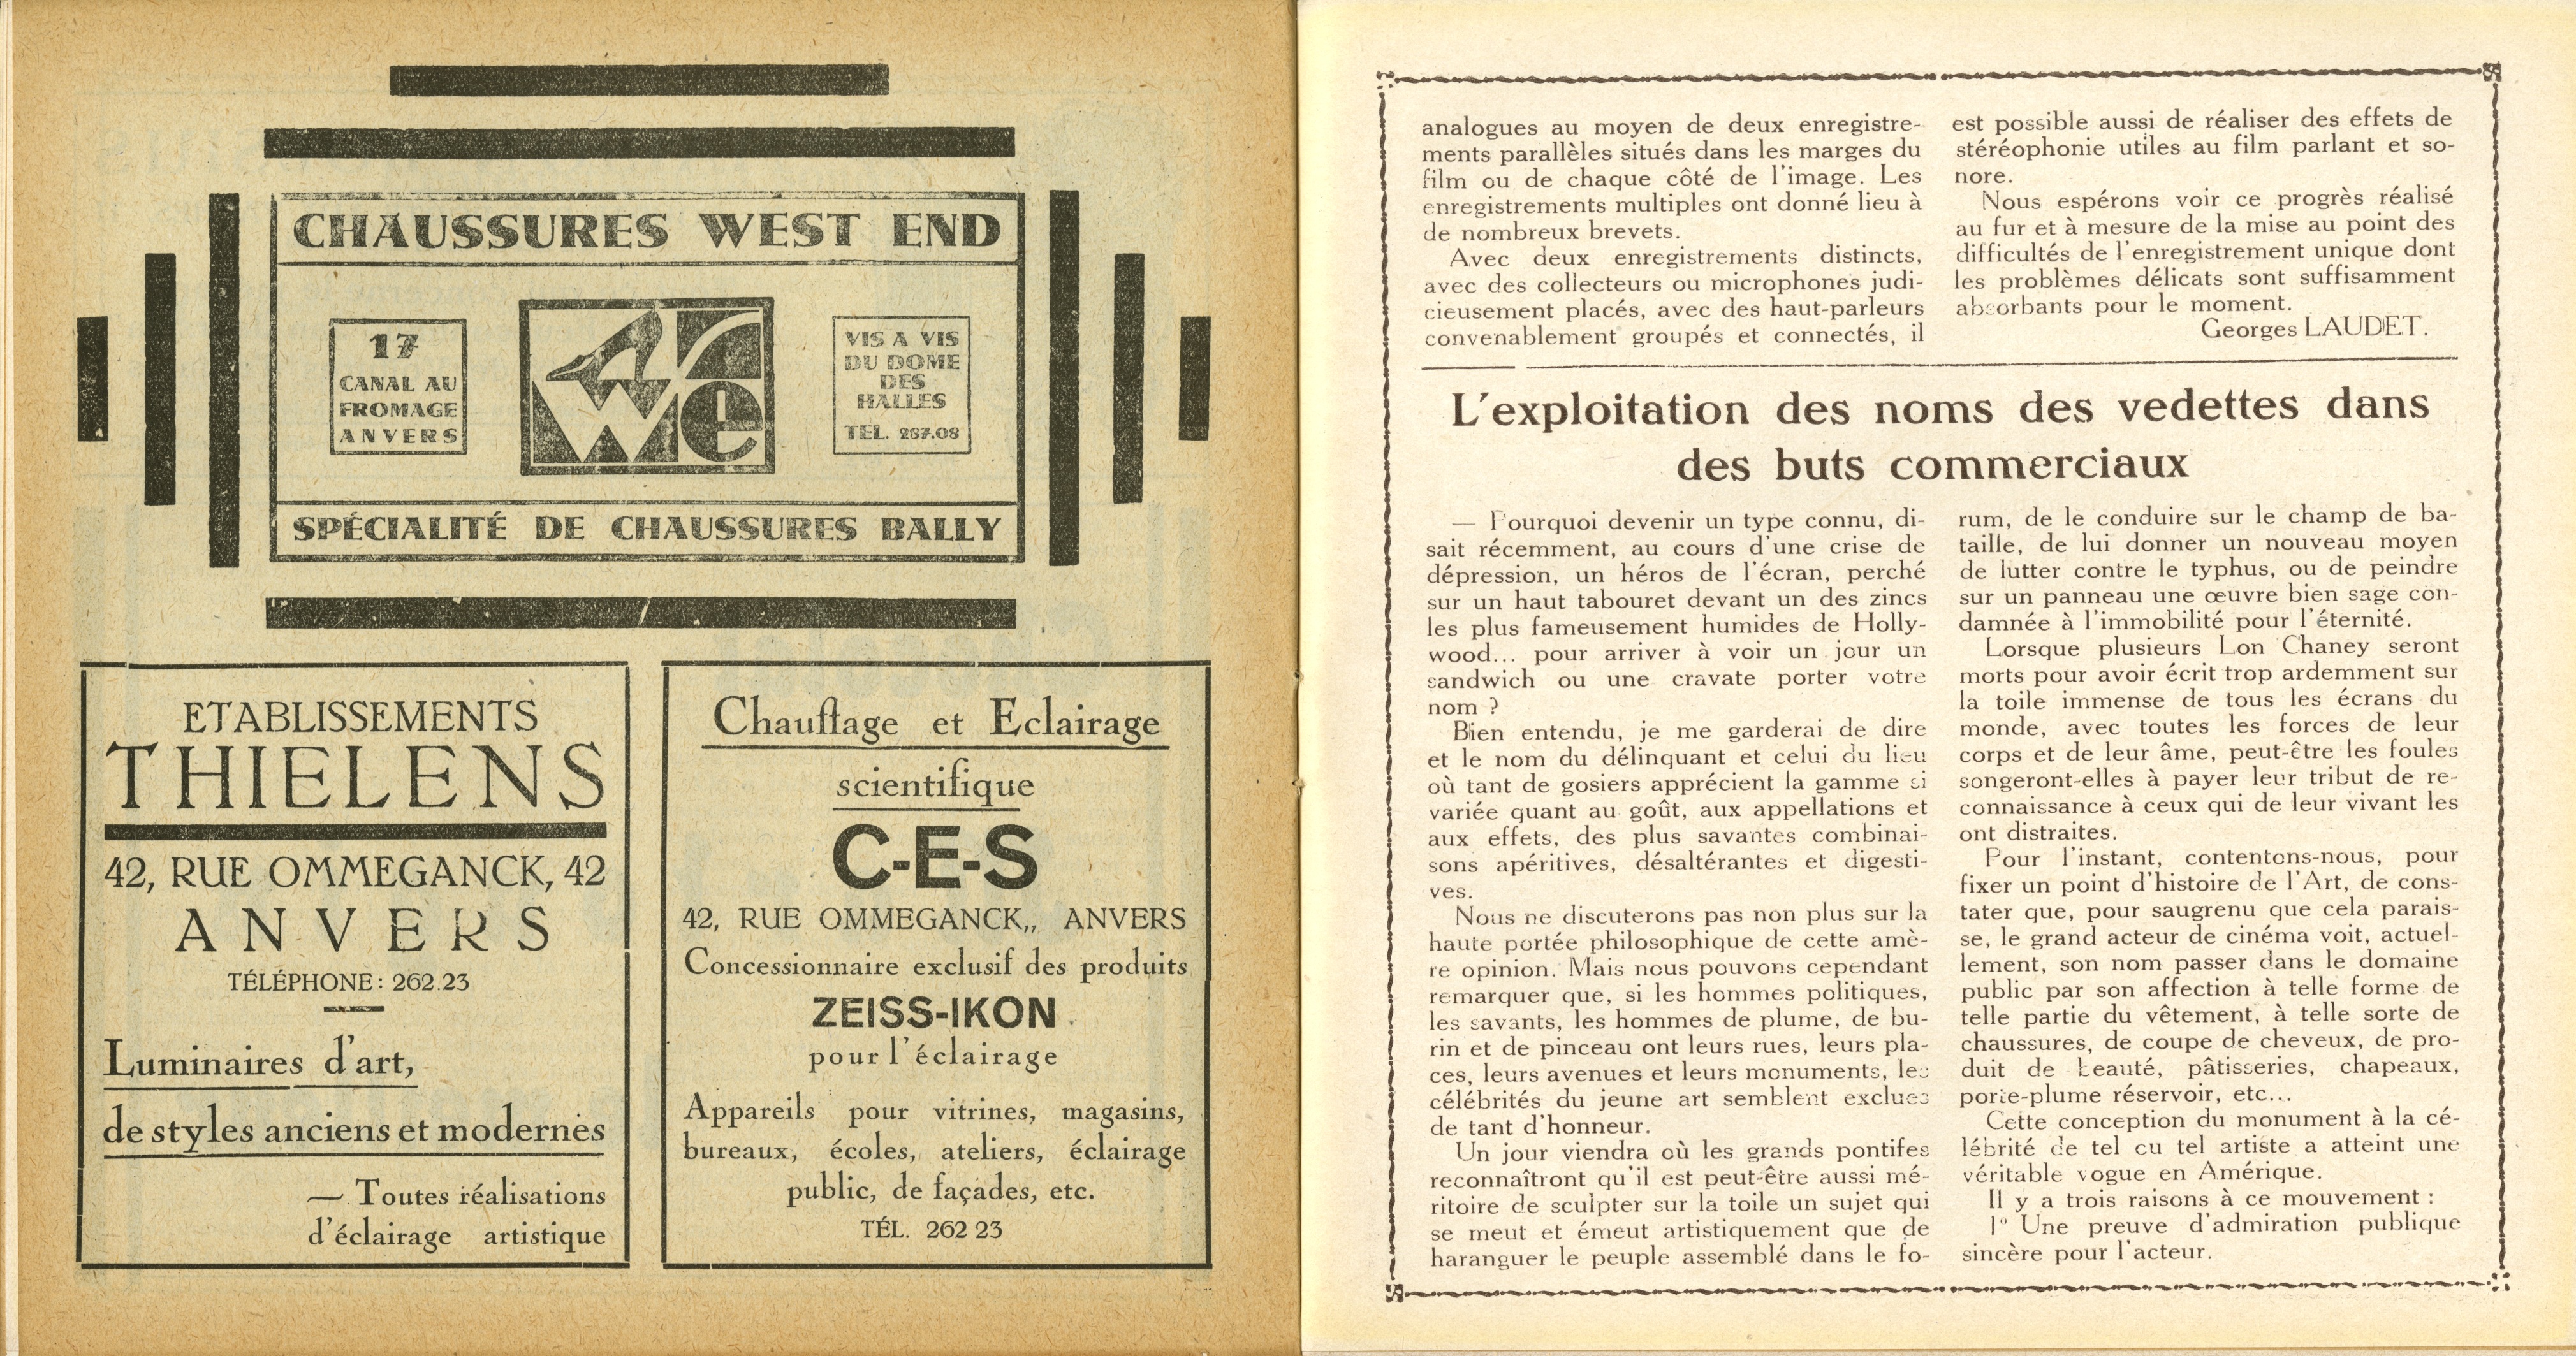 CHAUSSURES WEST END
17
CANAL AU
FROMAGE
ANVERS
We
VIS A VIS
DU DOME
DES
HALLES
TEL. 287.08
SPÉCIALITÉ DE CHAUSSURES BALLY
ETABLISSEMENTS
THIELENS
42, RUE OMMEGANCK, 42
ANVERS
TÉLÉPHONE: 262.23
Luminaires d'art,
de styles anciens et modernes
— Toutes réalisations
d'éclairage artistique
Chauffage et Eclairage
scientifique
C-E-S
42, RUE OMMEGANCK,, ANVERS
Concessionnaire exclusif des produits
ZEISS-IKON
pour l'éclairage
Appareils pour vitrines, magasins,
bureaux, écoles, ateliers, éclairage
public, de façades, etc.
TÉL. 262 23
analogues au moyen de deux enregistre-
ments parallèles situés dans les marges du
film ou de chaque côté de l'image. Les
enregistrements multiples ont donné lieu à
de nombreux brevets.
Avec deux enregistrements distincts,
avec des collecteurs ou microphones judi-
cieusement placés, avec des haut-parleurs
convenablement groupés et connectés, il
est possible aussi de réaliser des effets de
stéréophonie utiles au film parlant et so-
nore.
Nous espérons voir ce progrès réalisé
au fur et à mesure de la mise au point des
difficultés de l'enregistrement unique dont
les problèmes délicats sont suffisamment
absorbants pour le moment.
Georges LAUDET.
L'exploitation des noms des vedettes dans
des buts commerciaux
— Pourquoi devenir un type connu, di-
sait récemment, au cours d'une crise de
dépression, un héros de l'écran, perché
sur un haut tabouret devant un des zincs
les plus fameusement humides de Holly-
wood... pour arriver à voir un jour un
sandwich ou une cravate porter votre
nom ?
Bien entendu, je me garderai de dire
et le nom du délinquant et celui du lieu
où tant de gosiers apprécient la gamme si
variée quant au goût, aux appellations et
aux effets, des plus savantes combinai-
sons apéritives, désaltérantes et digesti-
ves.
Nous ne discuterons pas non plus sur la
haute portée philosophique de cette amè-
re opinion. Mais nous pouvons cependant
remarquer que, si les hommes politiques,
les savants, les hommes de plume, de bu-
rin et de pinceau ont leurs rues, leurs pla-
ces, leurs avenues et leurs monuments, les
célébrités du jeune art semblent exclues
de tant d'honneur.
Un jour viendra où les grands pontifes
reconnaîtront qu'il est peut-être aussi mé-
ritoire de sculpter sur la toile un sujet qui
se meut et émeut artistiquement que de
haranguer le peuple assemblé dans le fo-
rum, de le conduire sur le champ de ba-
taille, de lui donner un nouveau moyen
de lutter contre le typhus, ou de peindre
sur un panneau une œuvre bien sage con-
damnée à l'immobilité pour l'éternité.
Lorsque plusieurs Lon Chaney seront
morts pour avoir écrit trop ardemment sur
la toile immense de tous les écrans du
monde, avec toutes les forces de leur
corps et de leur âme, peut-être les foules
songeront-elles à payer leur tribut de re-
connaissance à ceux qui de leur vivant les
ont distraites.
Pour l'instant, contentons-nous, pour
fixer un point d'histoire de l'Art, de cons-
tater que, pour saugrenu que cela parais-
se, le grand acteur de cinéma voit, actuel-
lement, son nom passer dans le domaine
public par son affection à telle forme de
telle partie du vêtement, à telle sorte de
chaussures, de coupe de cheveux, de pro-
duit de beauté, pâtisseries, chapeaux,
porte-plume réservoir, etc...
Cette conception du monument à la cé-
lébrité de tel cu tel artiste a atteint une
véritable vogue en Amérique.
Il y a trois raisons à ce mouvement :
1° Une preuve d'admiration publique
sincère pour l'acteur.